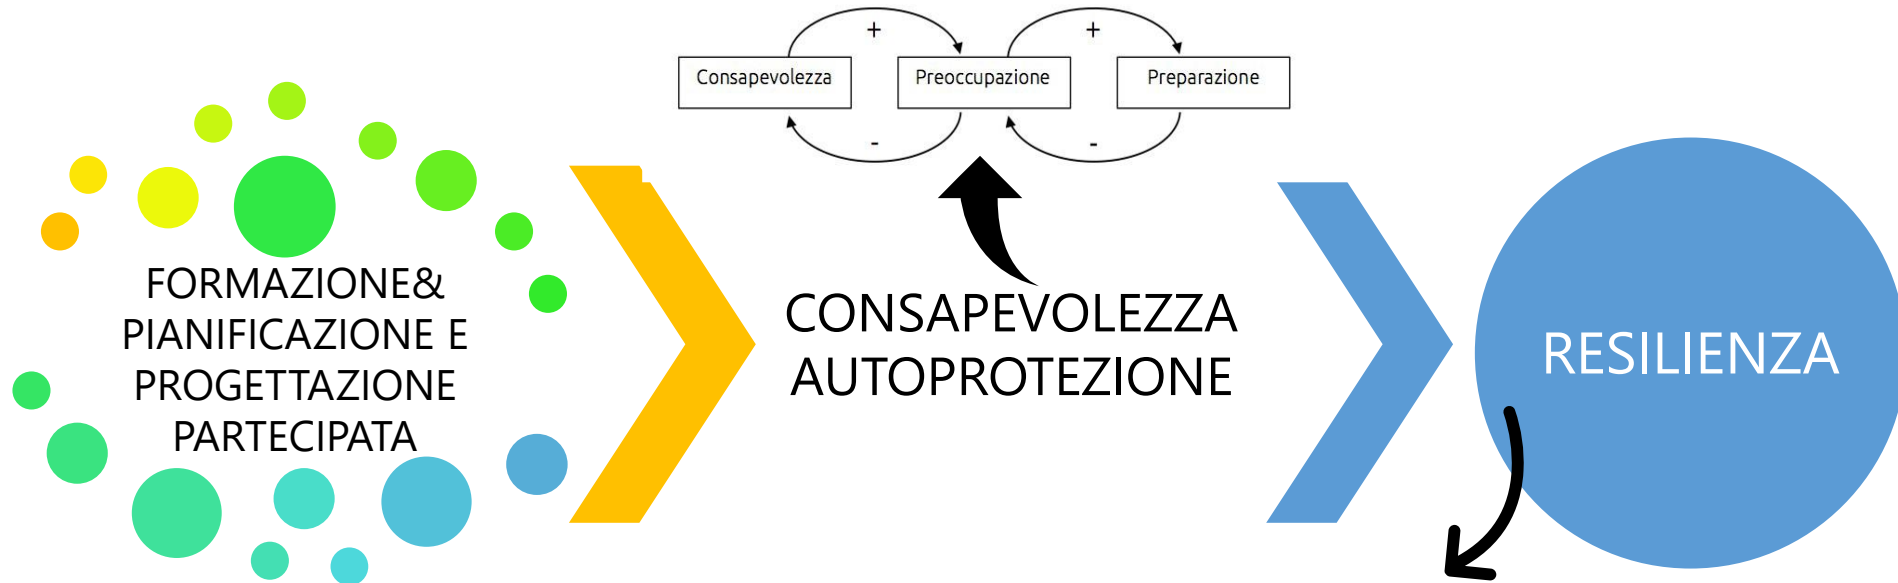 +
+
Consapevolezza
Preoccupazione
Preparazione
-
-
FORMAZIONE&
PIANIFICAZIONE E
PROGETTAZIONE
PARTECIPATA
CONSAPEVOLEZZA
AUTOPROTEZIONE
RESILIENZA